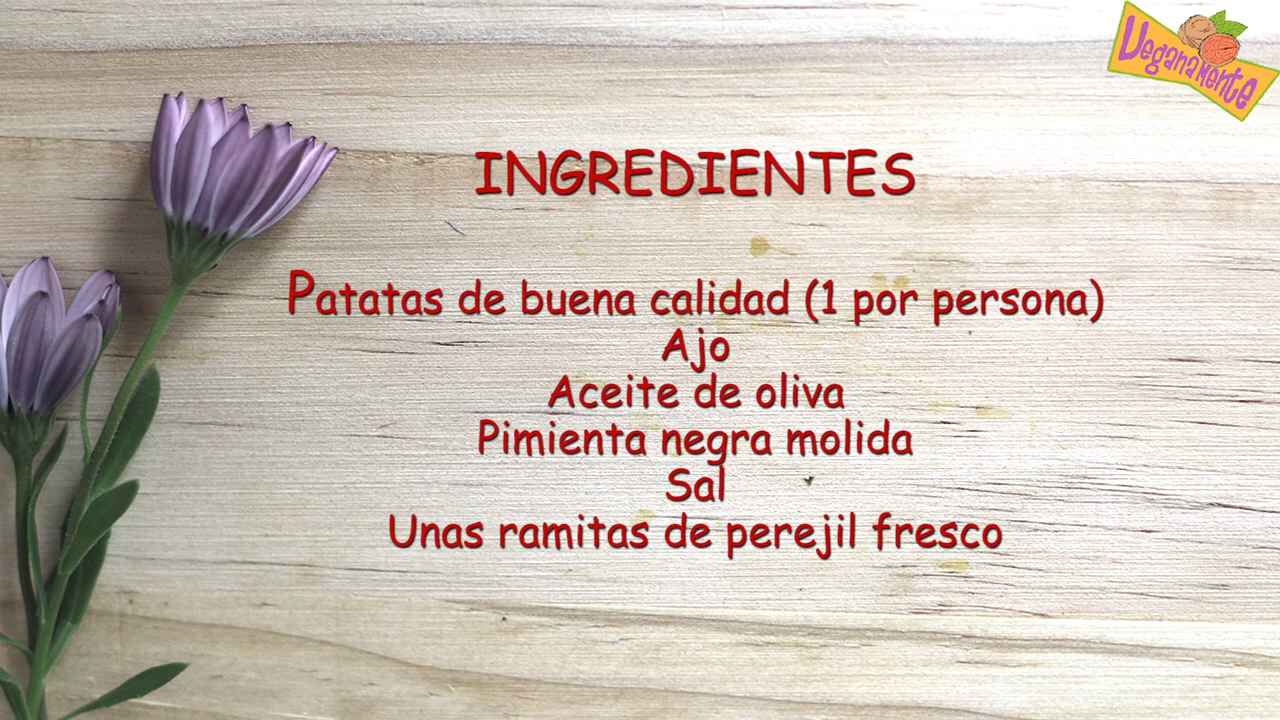 VeganaMente
INGREDIENTES
Patatas de buena calidad (1 por persona)
Ajo
Aceite de oliva
Pimienta negra molida
Sal
Unas ramitas de perejil fresco